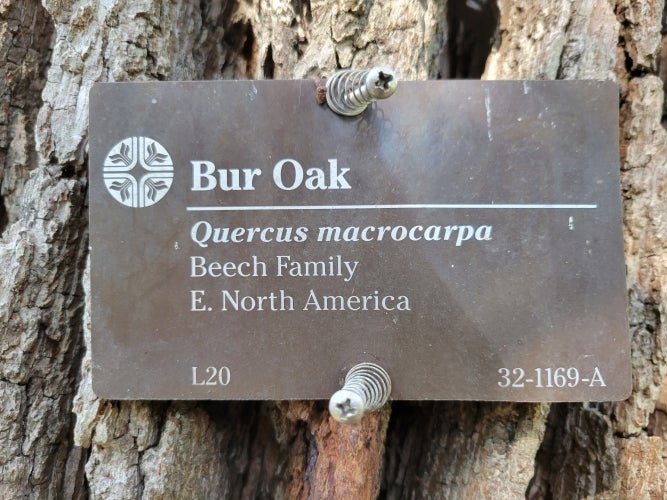 Bur Oak
Quercus macrocarpa
Beech Family
E. North America
L20 32-1169-A